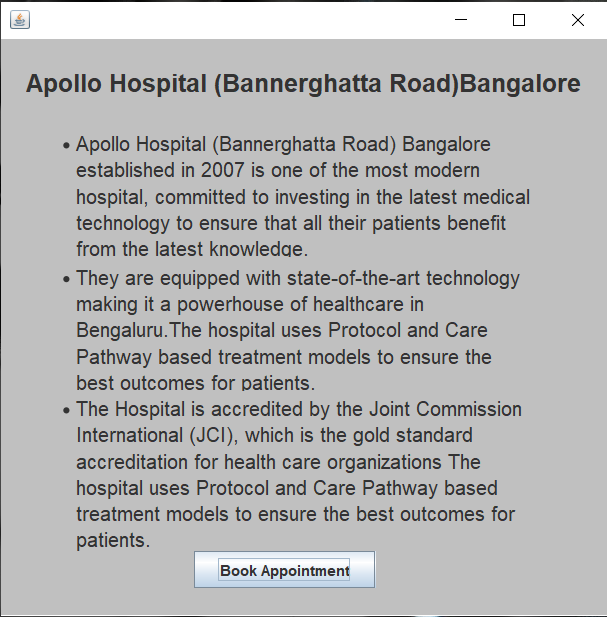 Apollo Hospital (Bannerghatta Road)Bangalore
• Apollo Hospital (Bannerghatta Road) Bangalore
established in 2007 is one of the most modern
hospital, committed to investing in the latest medical
technology to ensure that all their patients benefit
from the latest knowledge.
• They are equipped with state-of-the-art technology
making it a powerhouse of healthcare in
Bengaluru.The hospital uses Protocol and Care
Pathway based treatment models to ensure the
best outcomes for patients.
• The Hospital is accredited by the Joint Commission
International (JCI), which is the gold standard
accreditation for health care organizations The
hospital uses Protocol and Care Pathway based
treatment models to ensure the best outcomes for
patients.
Book Appointment